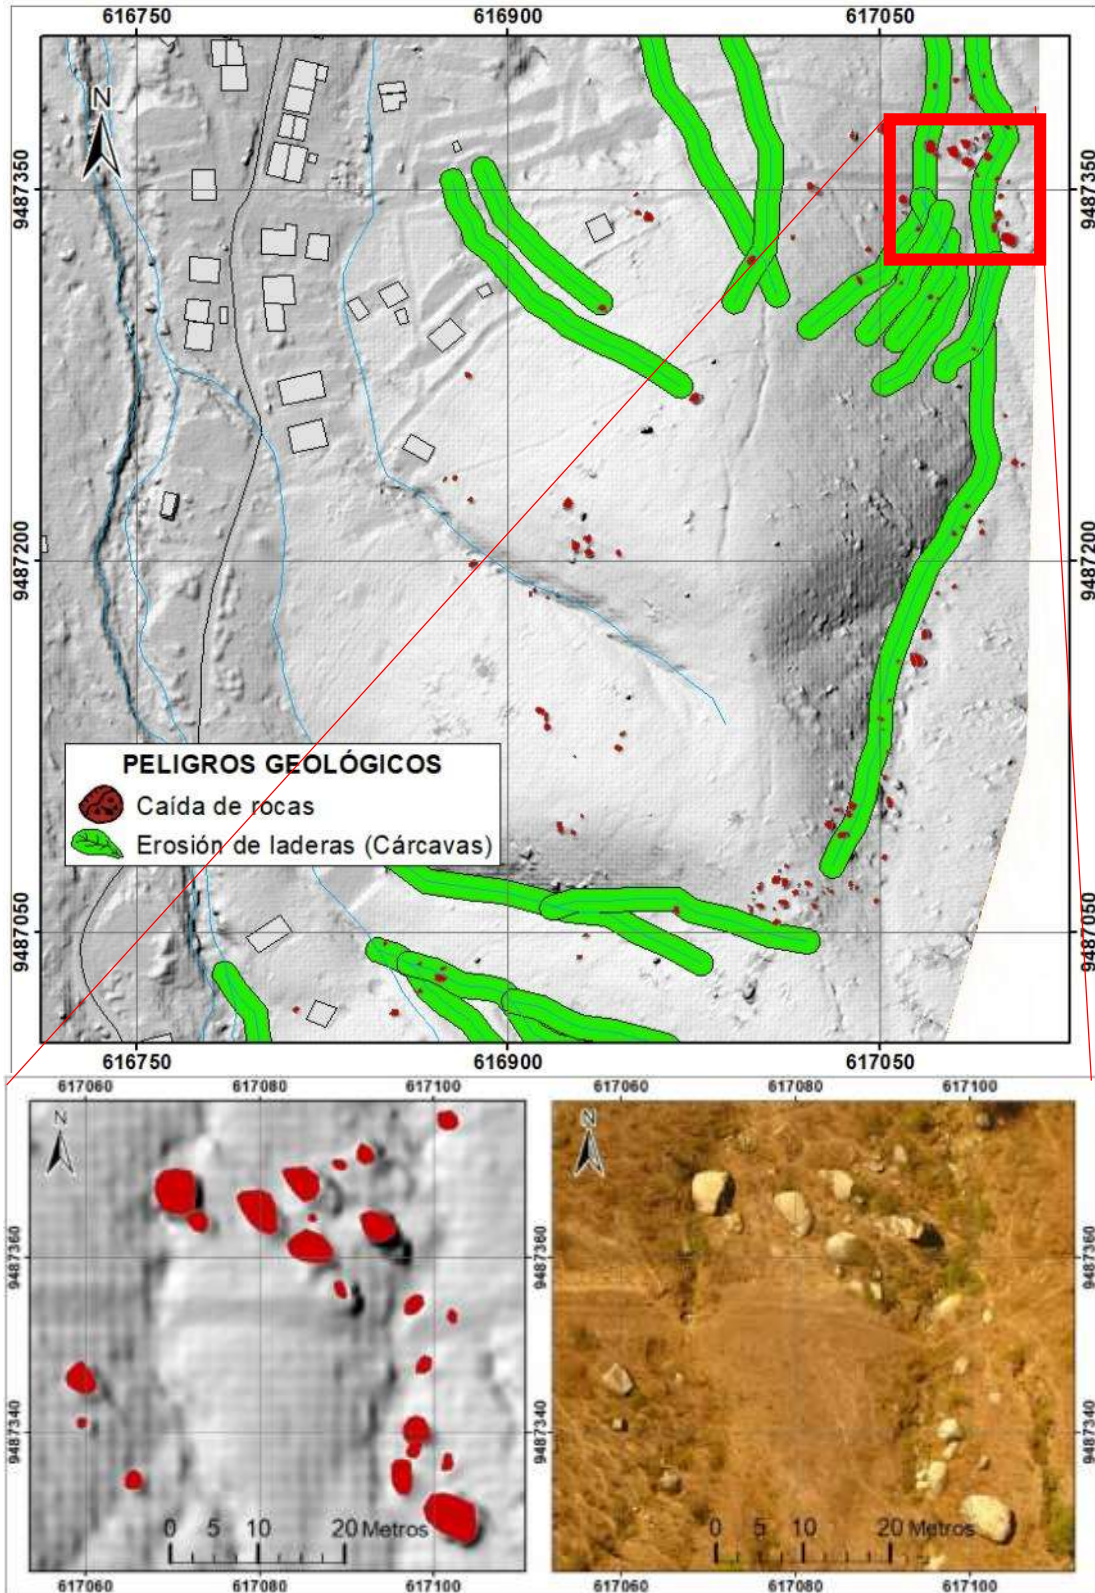 616750 616900 617050
N
9487350 9487350
9487200 9487200
PELIGROS GEOLÓGICOS
Caída de rocas
Erosión de laderas (Cárcavas)
9487050 9487050
616750 616900 617050
617060 617080 617100 617060 617080 617100
N N
9487360 9487360
9487340 9487340
0 5 10 20 Metros 0 5 10 20 Metros
617060 617080 617100 617060 617080 617100